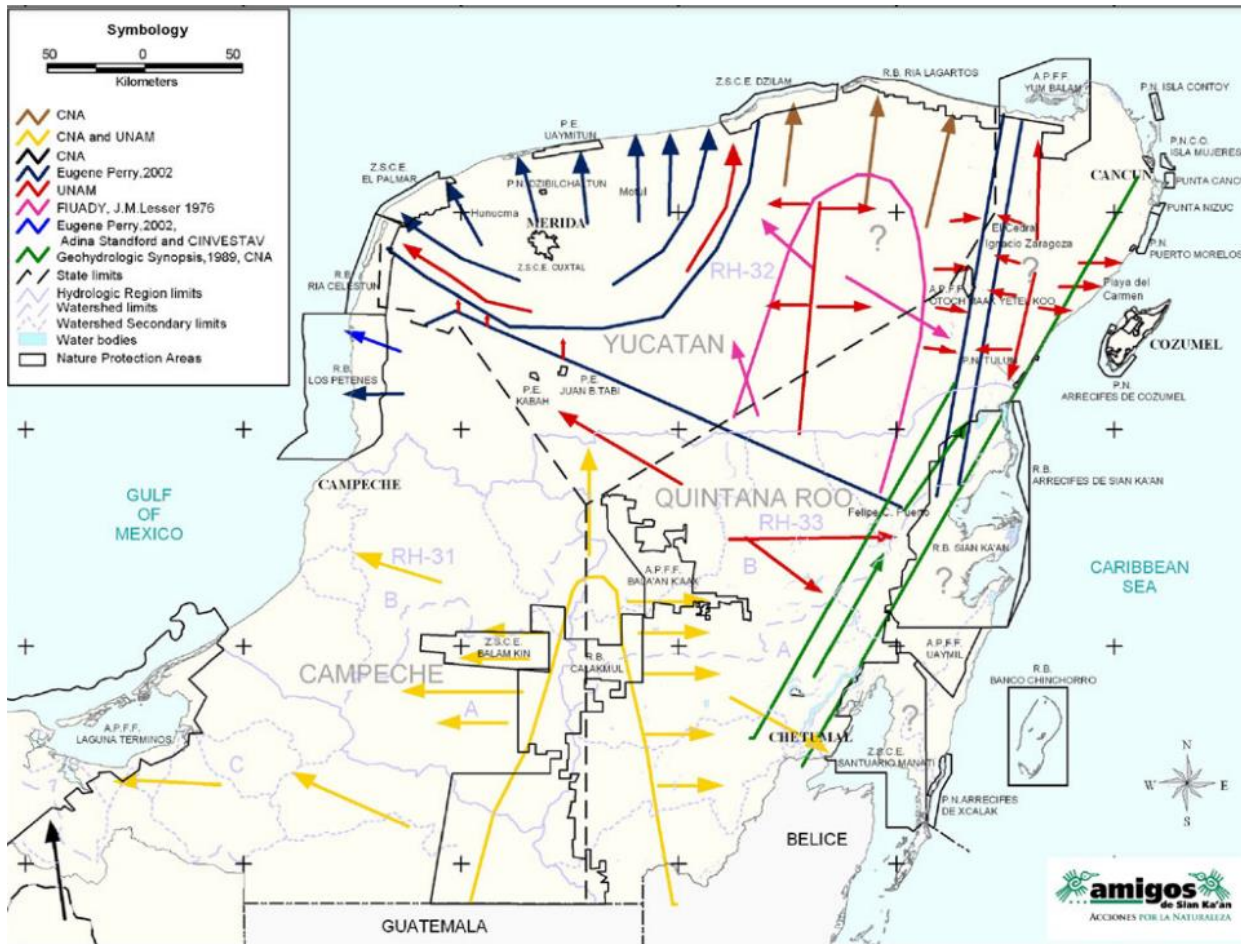 Symbology
50 0 50
Kilometers
CNA
CNA and UNAM
CNA
Eugene Perry,2002
UNAM
FIUADY, J.M.Lesser 1976
Eugene Perry,2002,
Adina Standford and CINVESTAV
Geohydrologic Synopsis,1989, CNA
State limits
Hydrologic Region limits
Watershed limits
Watershed Secondary limits
Water bodies
Nature Protection Areas
Z.S.C.E. DZILAM
R.B. RIA LAGARTOS
A.P.F.F.
YUM BALAM
P.N. ISLA CONTOY
P.E.
UAYMITUN
P.N.C.O.
ISLA MUJERES
Z.S.C.E.
EL PALMAR
P.N. DZIBILCHALTUN
Motul
CANCUN
PUNTA CANCU
Hunucma
MERIDA
PUNTA NIZUC
?
El Cedral
Ignacio Zaragoza
P.N.
PUERTO MORELOS
Z.S.C.E. CUXTAL
RH-32
?
R.B.
RIA CELESTUN
Playa del
Carmen
A.P.F.F.
OTOCH MAAX YETEL KOO
YUCATAN
COZUMEL
R.B.
LOS PETENES
P.E.
KABAH
P.E.
JUAN B.TABI
P.N. TULUM
P.N.
ARRECIFES DE COZUMEL
CAMPECHE
GULF
OF
MEXICO
QUINTANA ROO
R.B.
ARRECIFES DE SIAN KA'AN
Felipe C. Puerto
RH-33
R.B. SIAN KA'AN
RH-31
CARIBBEAN
SEA
A.P.F.F.
BALA'AN K'AAX
B
?
B
Z.S.C.E.
BALAM KIN
R.B.
CALAKMUL
A
A.P.F.F.
UAYMIL
CAMPECHE
R.B.
BANCO CHINCHORRO
A
?
A.P.F.F.
LAGUNA TERMINOS
CHETUMAL
Z.S.C.E.
SANTUARIO MANATI
C
N
W E
S
P.N.ARRECIFES
DE XCALAK
BELICE
GUATEMALA
amigos
de Sian Ka'an
ACCIONES POR LA NATURALEZA